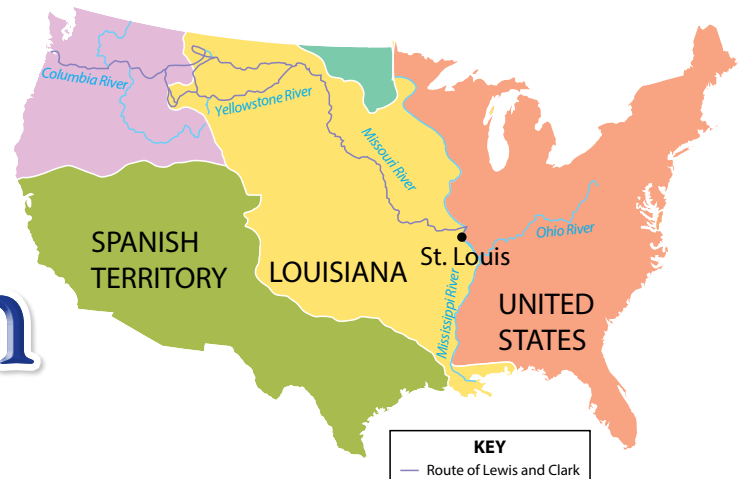 Columbia River
Yellowstone River
Missouri River
Ohio River
St. Louis
SPANISH
TERRITORY
LOUISIANA
Mississippi River
UNITED
STATES
n
KEY
Route of Lewis and Clark